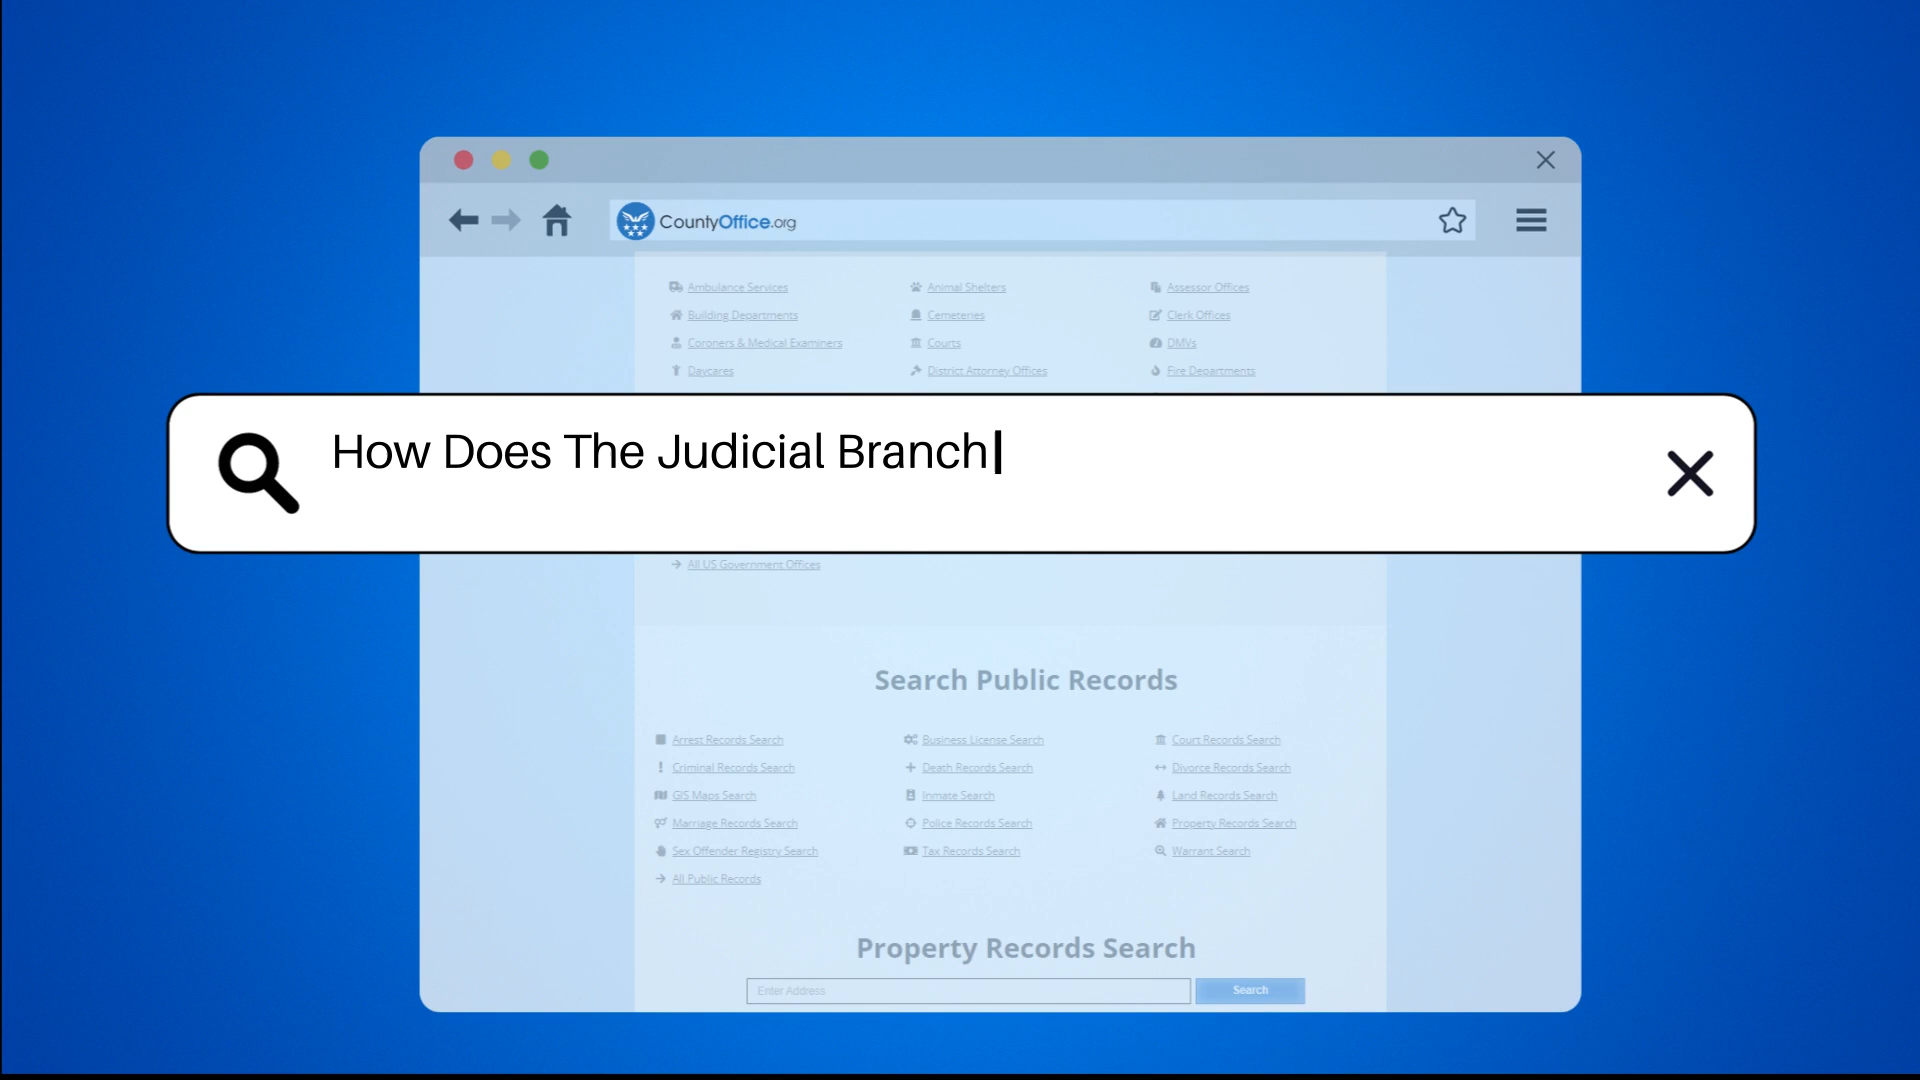 CountyOffice.org
Ambulance Services Animal Shelters Assessor Offices
Building Departments Cemeteries Clerk Offices
Coroners & Medical Examiners Courts DMVs
Daycares District Attorney Offices Fire Departments
How Does The Judicial Branch
All US Government Offices
Search Public Records
Arrest Records Search Business License Search Court Records Search
Criminal Records Search Death Records Search Divorce Records Search
GIS Maps Search Inmate Search Land Records Search
Marriage Records Search Police Records Search Property Records Search
Sex Offender Registry Search Tax Records Search Warrant Search
All Public Records
Property Records Search
Enter Address Search